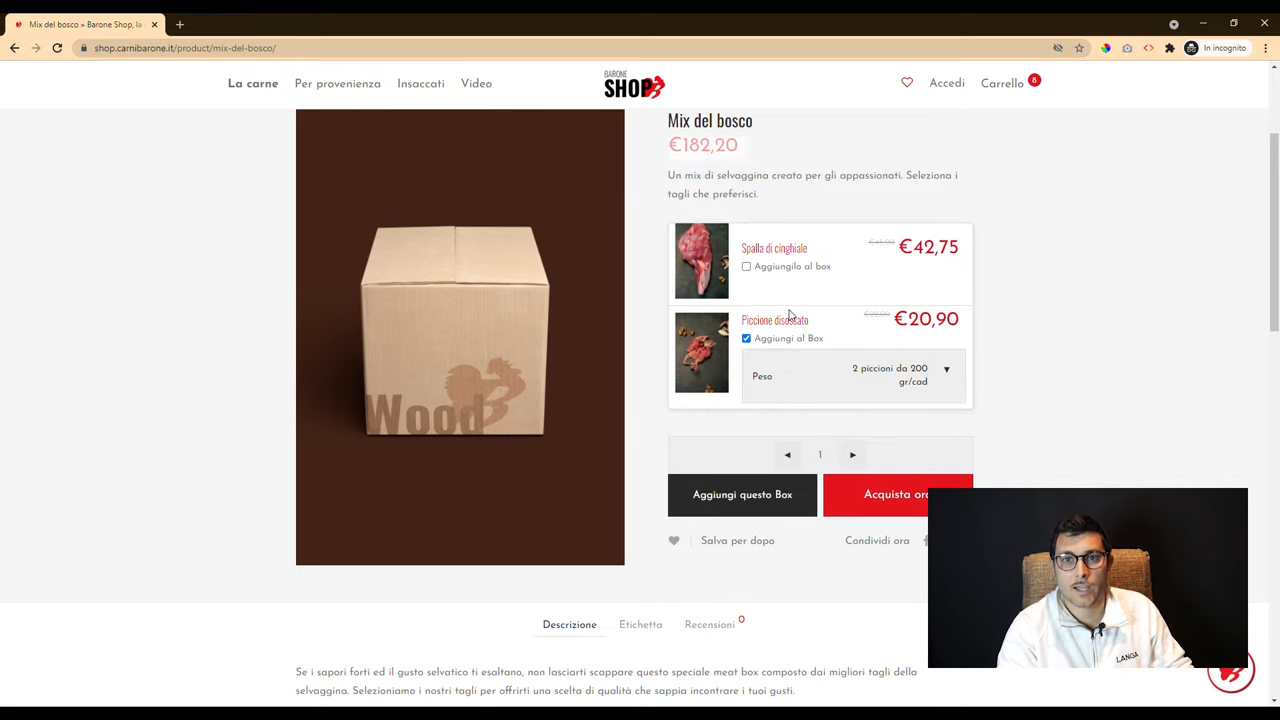 Mix del bosco » Barone Shop, la
shop.carnibarone.it/product/mix-del-bosco/
In incognito
La carne
Per provenienza
Insaccati
Video
BARONE
SHOP
Accedi
Carrello
8
Mix del bosco
€182,20
Un mix di selvaggina creato per gli appassionati. Seleziona i
tagli che preferisci.
Spalla di cinghiale
€42,75
Aggiungilo al box
Piccione disossato
€20,90
Aggiungi al Box
Peso
2 piccioni da 200
gr/cad
Wood
1
Aggiungi questo Box
Acquista ora
Salva per dopo
Condividi ora
Descrizione
Etichetta
Recensioni
0
Se i sapori forti ed il gusto selvatico ti esaltano, non lasciarti scappare questo speciale meat box composto dai migliori tagli della
selvaggina. Selezioniamo i nostri tagli per offrirti una scelta di qualità che sappia incontrare i tuoi gusti.
LANGA